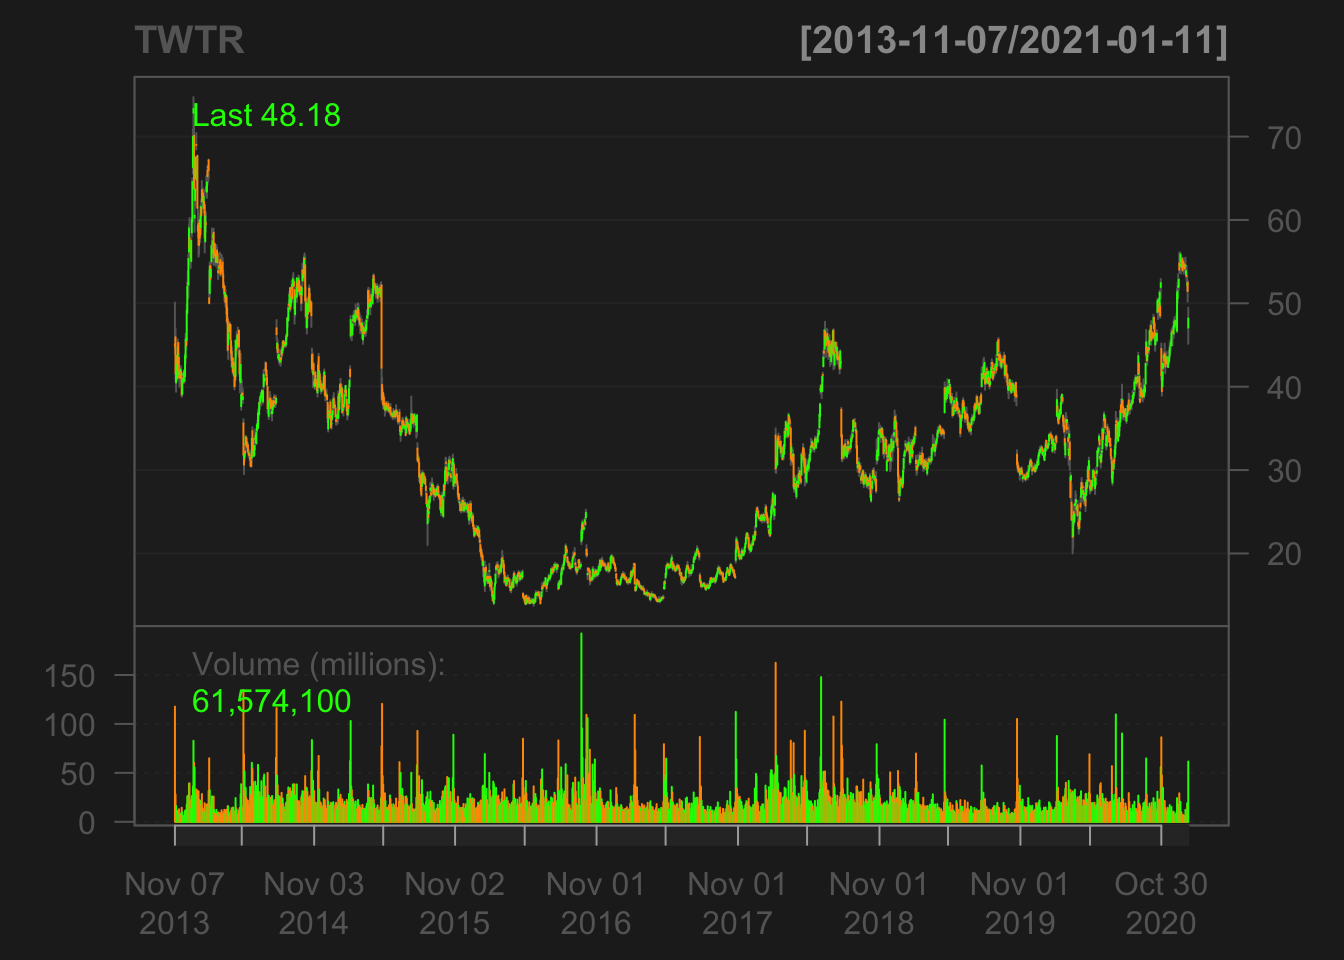 TWTR
[2013-11-07/2021-01-11]
Last 48.18
70
60
50
40
30
20
Volume (millions):
61,574,100
150
100
50
0
Nov 07 2013
Nov 03 2014
Nov 02 2015
Nov 01 2016
Nov 01 2017
Nov 01 2018
Nov 01 2019
Oct 30 2020